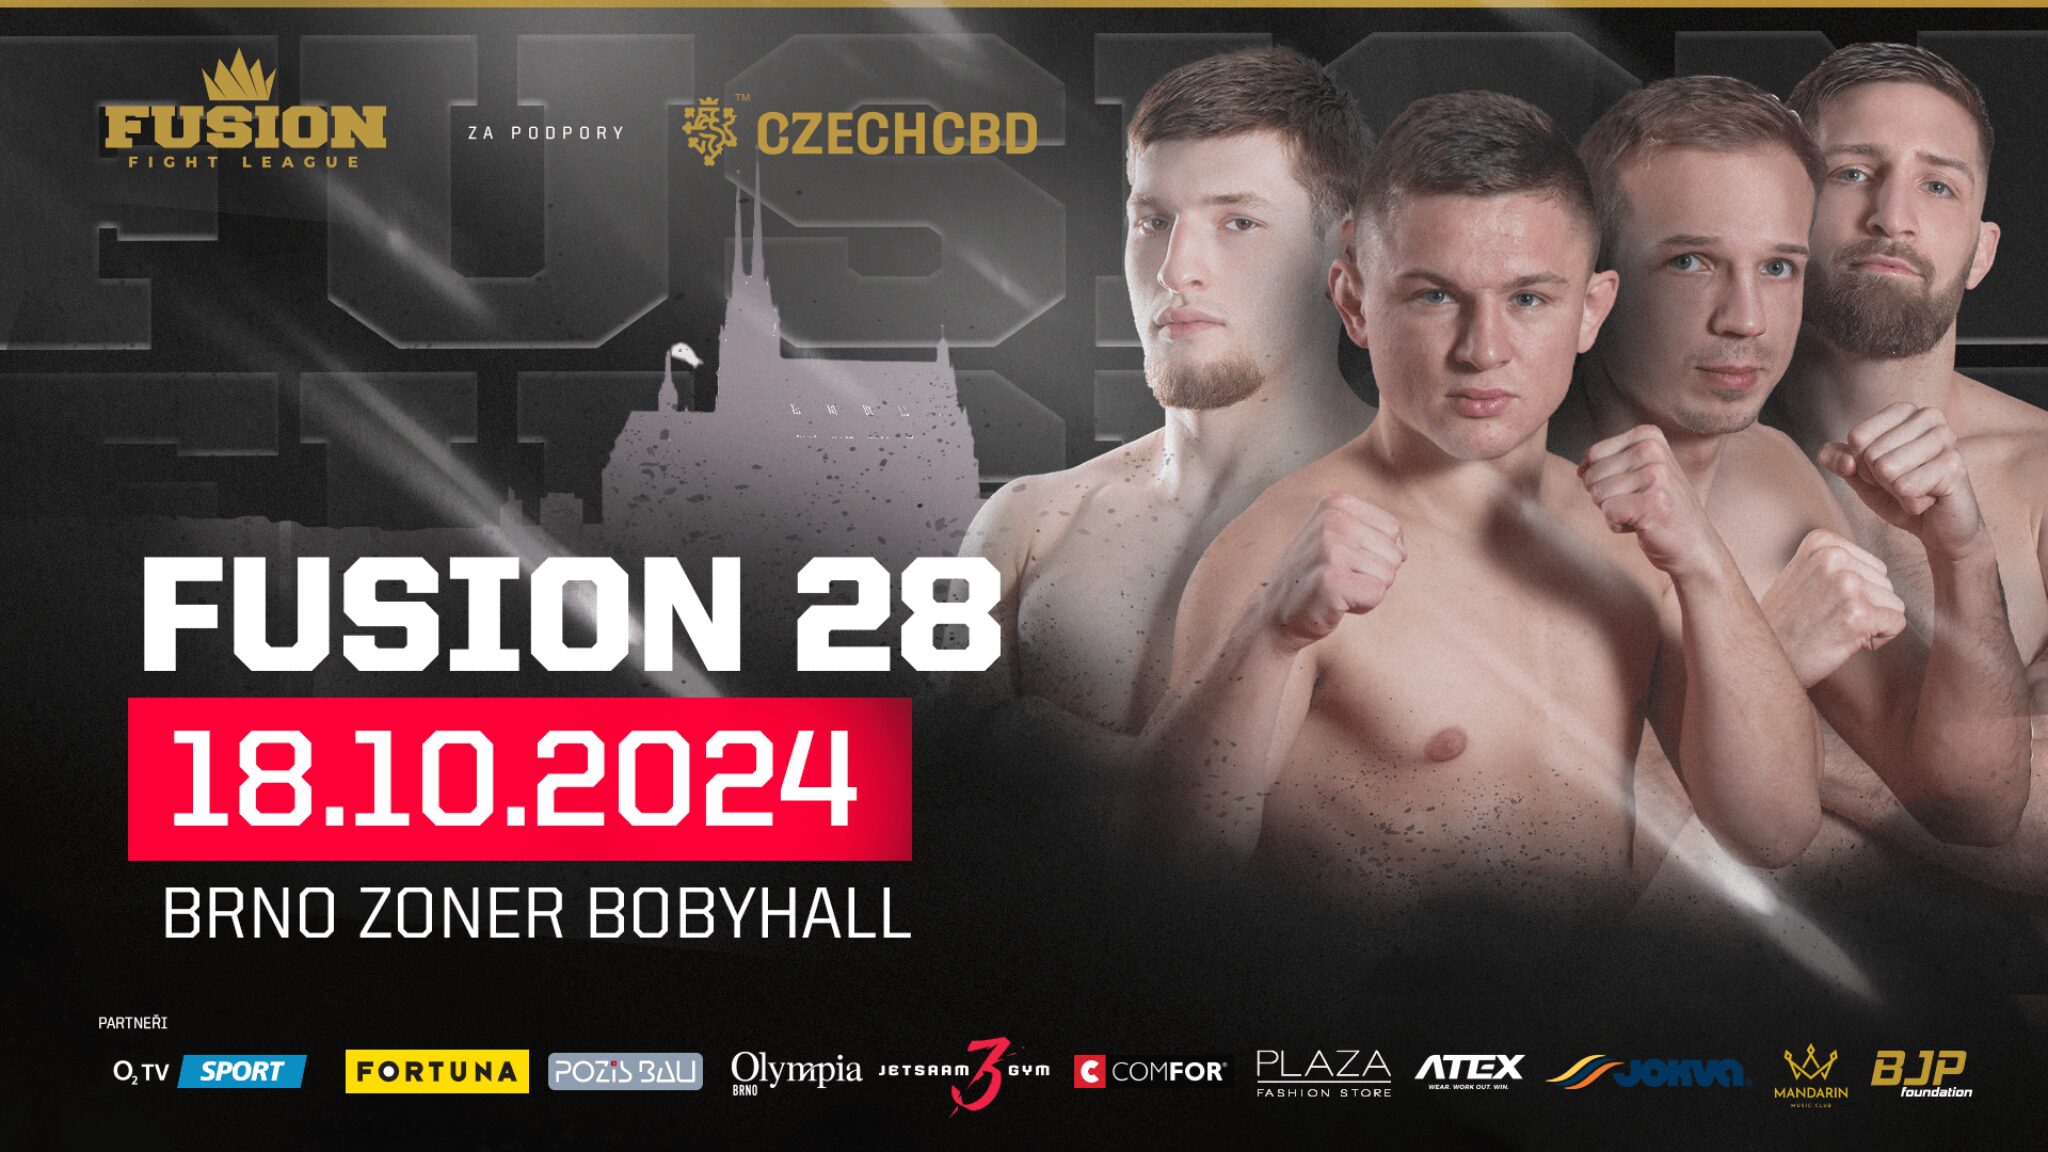 FUSION
FIGHT LEAGUE
ZA PODPORY
CZECHCBD™
FUSION 28
18.10.2024
BRNO ZONER BOBYHALL
PARTNEŘI
O2 TV SPORT
FORTUNA
POZIS BAU
Olympia
BRNO
JETSAAM 3 GYM
C COMFOR®
PLAZA
FASHION STORE
ATEX
WEAR. WORK OUT. WIN.
JOKVA
MANDARIN
MUSIC CLUB
BJP
foundation